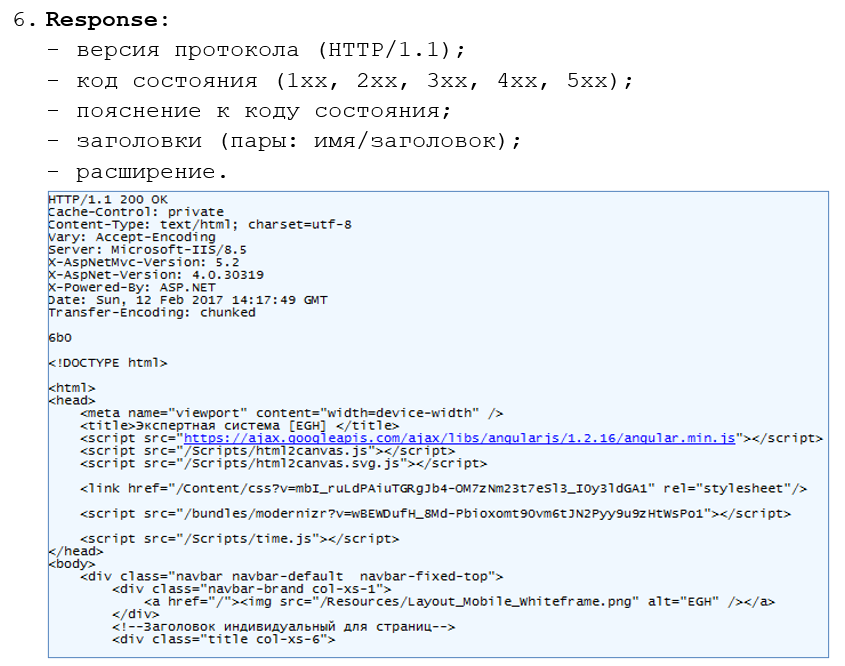 6. Response:
- версия протокола (HTTP/1.1);
- код состояния (1xx, 2xx, 3xx, 4xx, 5xx);
- пояснение к коду состояния;
- заголовки (пары: имя/заголовок);
- расширение.
HTTP/1.1 200 OK
Cache-Control: private
Content-Type: text/html; charset=utf-8
Vary: Accept-Encoding
Server: Microsoft-IIS/8.5
X-AspNetMvc-Version: 5.2
X-AspNet-Version: 4.0.30319
X-Powered-By: ASP.NET
Date: Sun, 12 Feb 2017 14:17:49 GMT
Transfer-Encoding: chunked
6b0
<!DOCTYPE html>
<html>
<head>
<meta name="viewport" content="width=device-width" />
<title>Экспертная система [EGH] </title>
<script src="https://ajax.googleapis.com/ajax/libs/angularjs/1.2.16/angular.min.js"></script>
<script src="/Scripts/html2canvas.js"></script>
<script src="/Scripts/html2canvas.svg.js"></script>
<link href="/Content/css?v=mbI_ruLdPAiuTGRgJb4-OM7zNm23t7eSl3_IOy3ldGA1" rel="stylesheet"/>
<script src="/bundles/modernizr?v=wBEWDufH_8Md-Pbioxomt90vm6tJN2Pyy9u9zHtWsPo1"></script>
<script src="/Scripts/time.js"></script>
</head>
<body>
<div class="navbar navbar-default  navbar-fixed-top">
<div class="navbar-brand col-xs-1">
<a href="/"><img src="/Resources/Layout_Mobile_Whiteframe.png" alt="EGH" /></a>
</div>
<!--Заголовок индивидуальный для страниц-->
<div class="title col-xs-6">